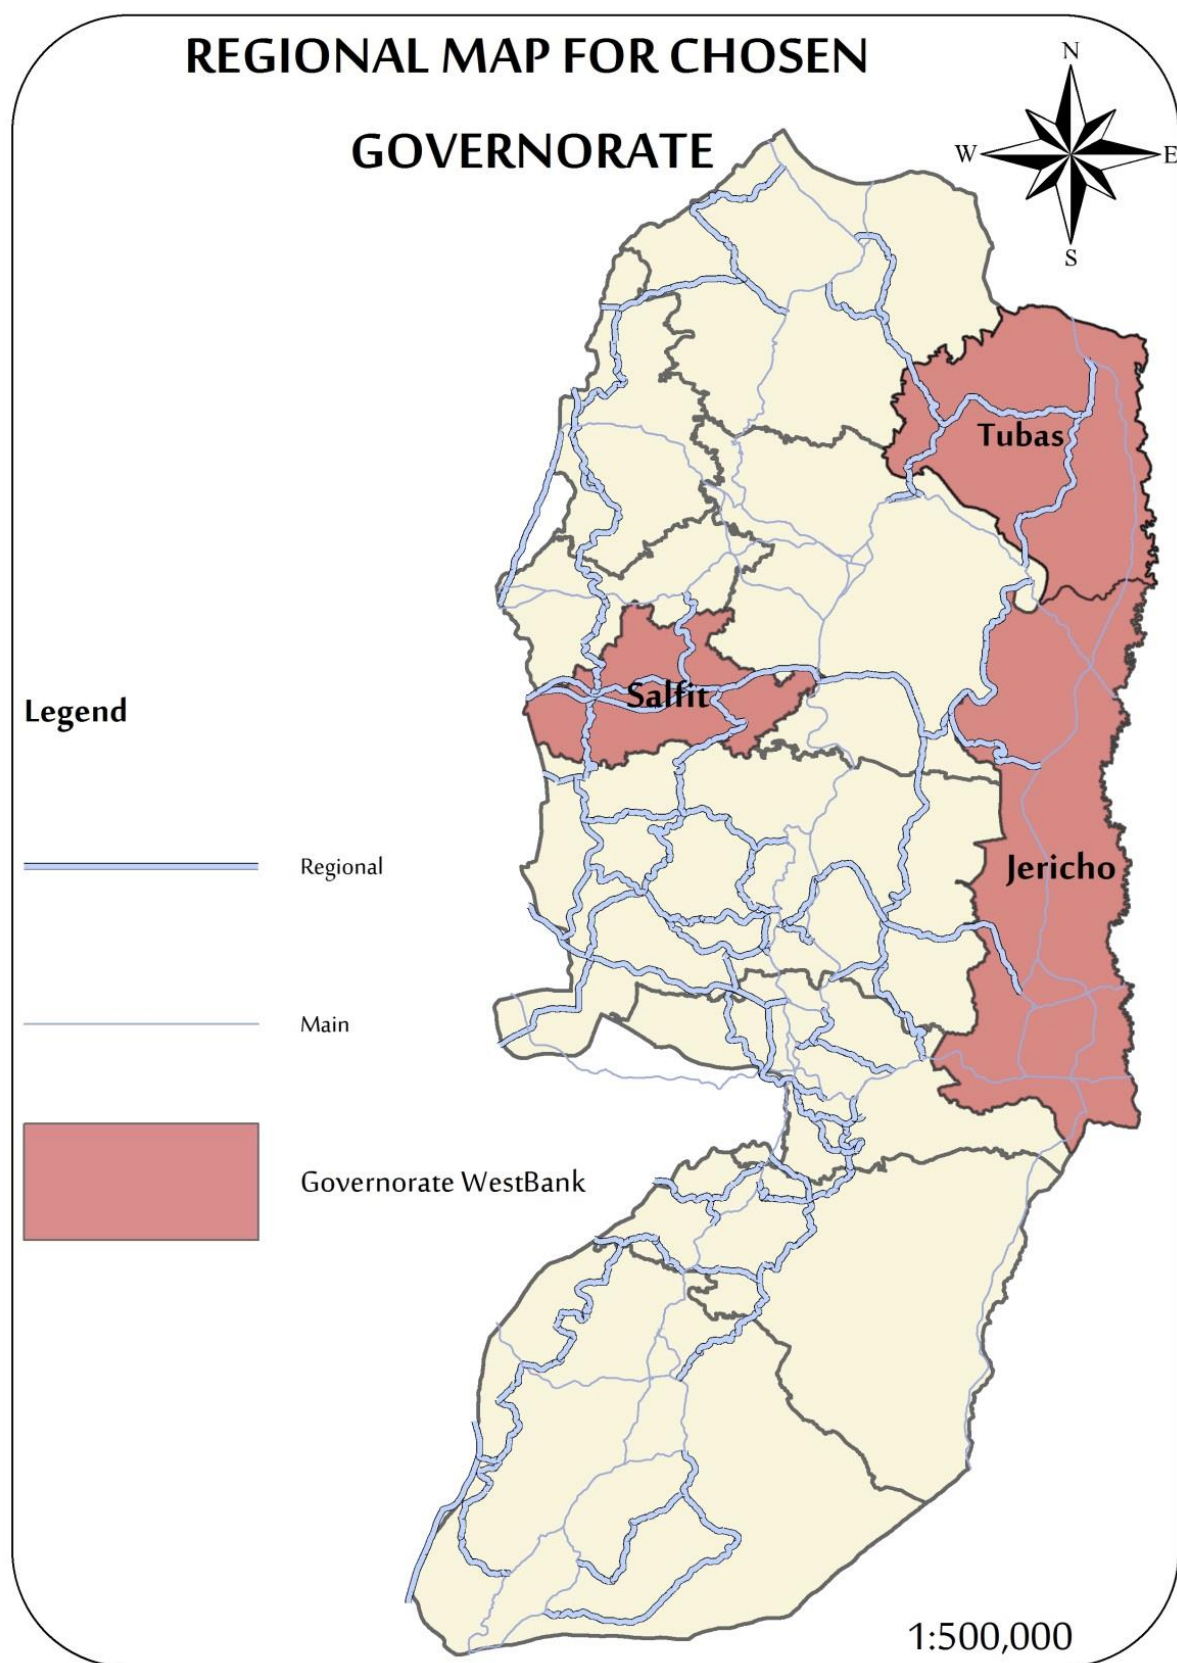 REGIONAL MAP FOR CHOSEN
GOVERNORATE
N
W
E
S
Tubas
Salfit
Legend
Regional
Jericho
Main
Governorate WestBank
1:500,000